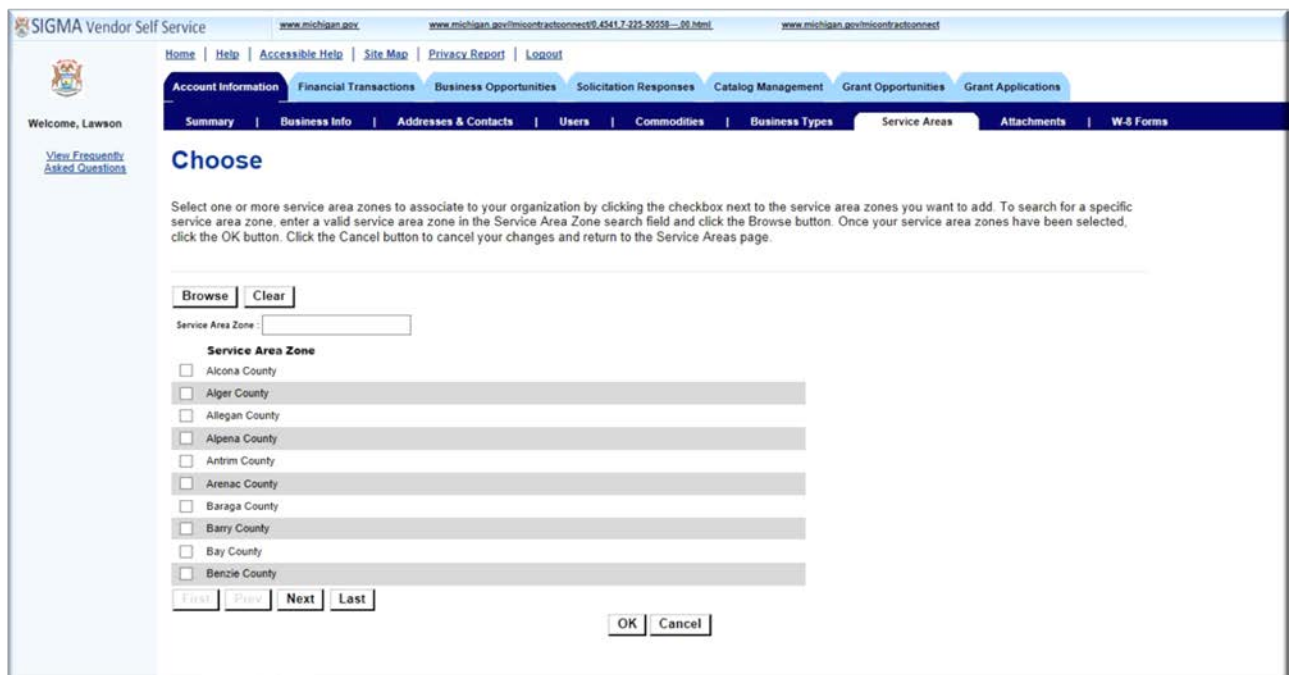 SIGMA Vendor Self Service
www.michigan.gov www.michigan.gov/micontractconnect/0,4541,7-225-50558---,00.html www.michigan.gov/micontractconnect
Home | Help | Accessible Help | Site Map | Privacy Report | Logout
Account Information Financial Transactions Business Opportunities Solicitation Responses Catalog Management Grant Opportunities Grant Applications
Welcome, Lawson
Summary | Business Info | Addresses & Contacts | Users | Commodities | Business Types Service Areas Attachments | W-8 Forms
View Frequently
Asked Questions
Choose
Select one or more service area zones to associate to your organization by clicking the checkbox next to the service area zones you want to add. To search for a specific
service area zone, enter a valid service area zone in the Service Area Zone search field and click the Browse button. Once your service area zones have been selected,
click the OK button. Click the Cancel button to cancel your changes and return to the Service Areas page.
Browse Clear
Service Area Zone :
Service Area Zone
Alcona County
Alger County
Allegan County
Alpena County
Antrim County
Arenac County
Baraga County
Barry County
Bay County
Benzie County
First Prev Next Last
OK Cancel